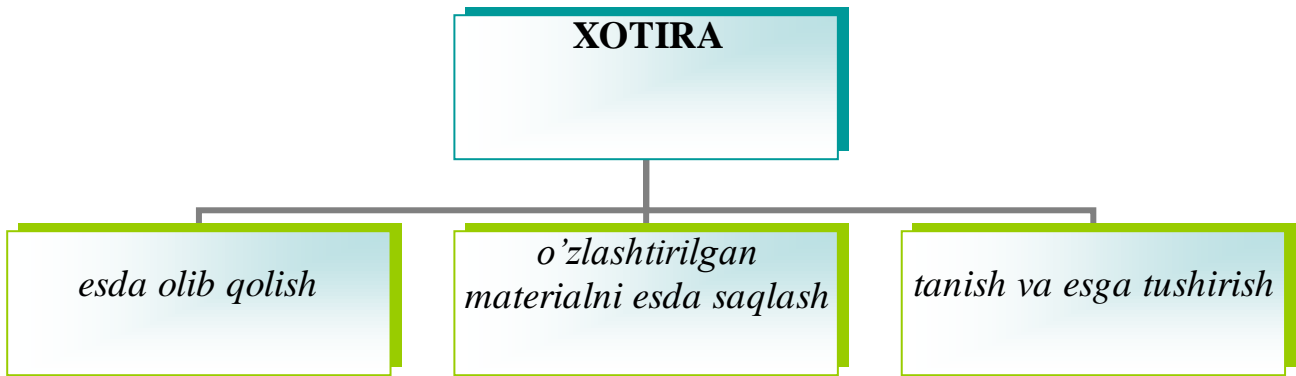 XOTIRA
esda olib qolish
o’zlashtirilgan
materialni esda saqlash
tanish va esga tushirish